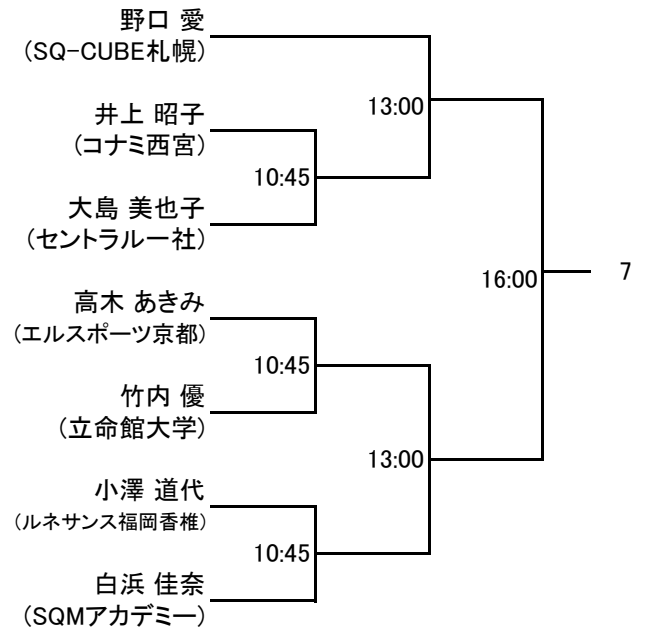 野口 愛
(SQ-CUBE札幌)
井上 昭子
(コナミ西宮)
13:00
10:45
大島 美也子
(セントラル一社)
16:00
7
高木 あきみ
(エルスポーツ京都)
10:45
竹内 優
(立命館大学)
13:00
小澤 道代
(ルネサンス福岡香椎)
10:45
白浜 佳奈
(SQMアカデミー)